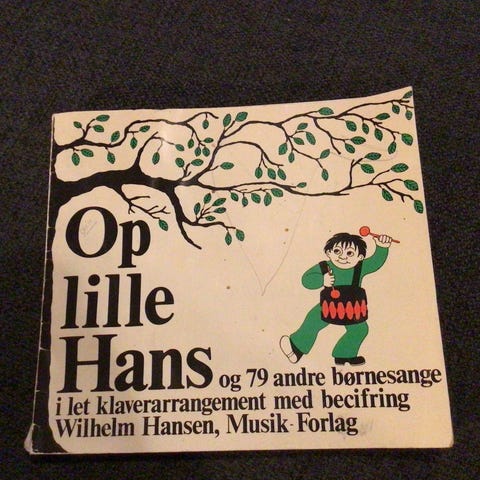 Op
lille
Hans og 79 andre børnesange
i let klaverarrangement med becifring
Wilhelm Hansen, Musik-Forlag